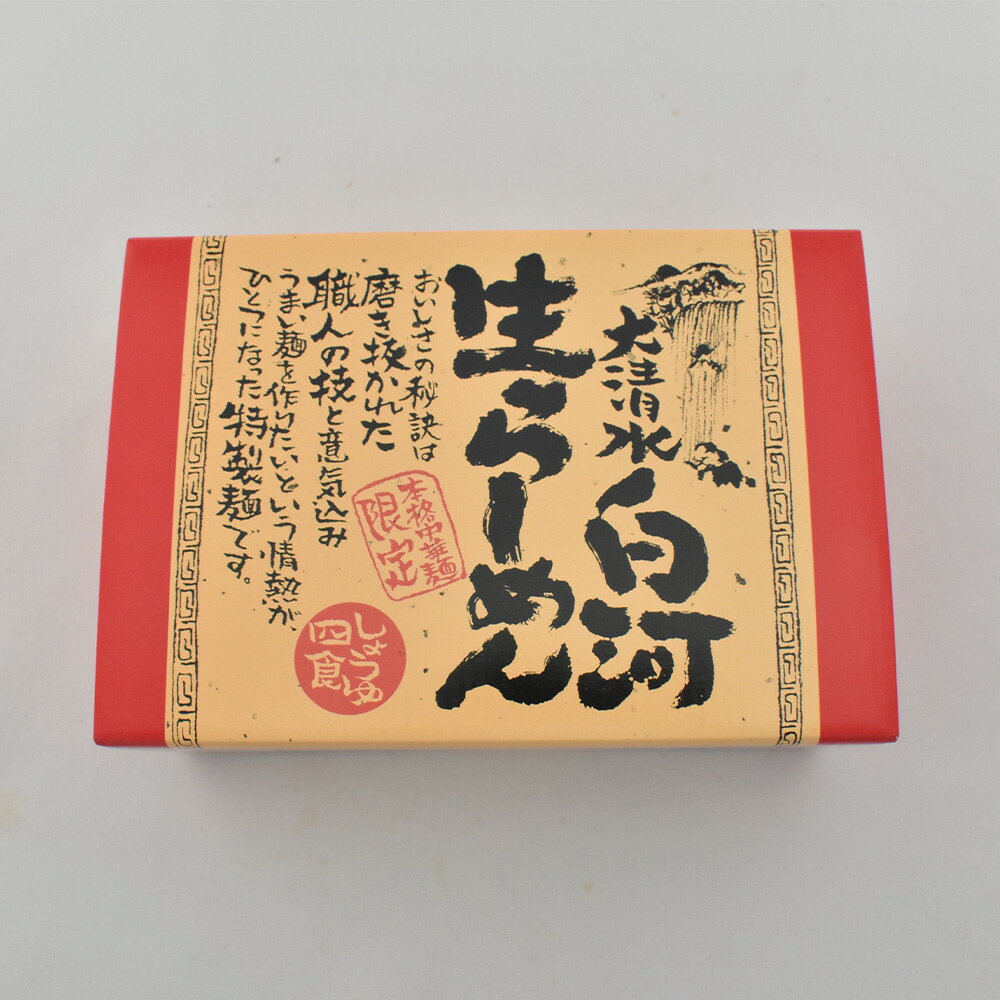 大清水
白河
生らーめん
おいしさの秘訣は
磨き抜かれた
職人の技と意気込み
うまい麺を作りたいという情熱が、
ひとつになった特製麺です。
本格中華麺
限定
しょうゆ
四食